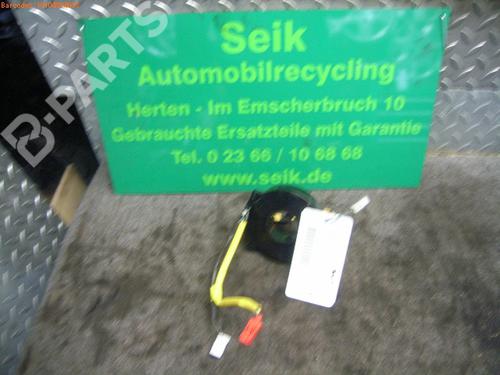 Seik
Automobilrecycling
Herten - Im Emscherbruch 10
Gebrauchte Ersatzteile mit Garantie
Tel. 0 23 66 / 10 68 68
www.seik.de
B-PARTS